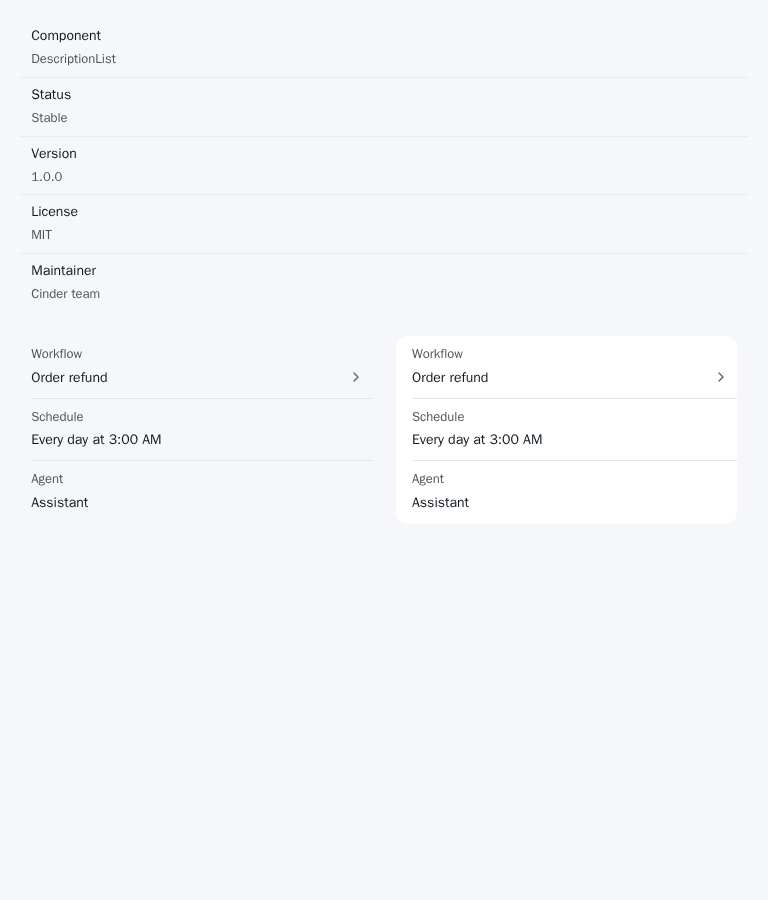 Component
DescriptionList
Status
Stable
Version
1.0.0
License
MIT
Maintainer
Cinder team
Workflow
Order refund
Schedule
Every day at 3:00 AM
Agent
Assistant
Workflow
Order refund
Schedule
Every day at 3:00 AM
Agent
Assistant